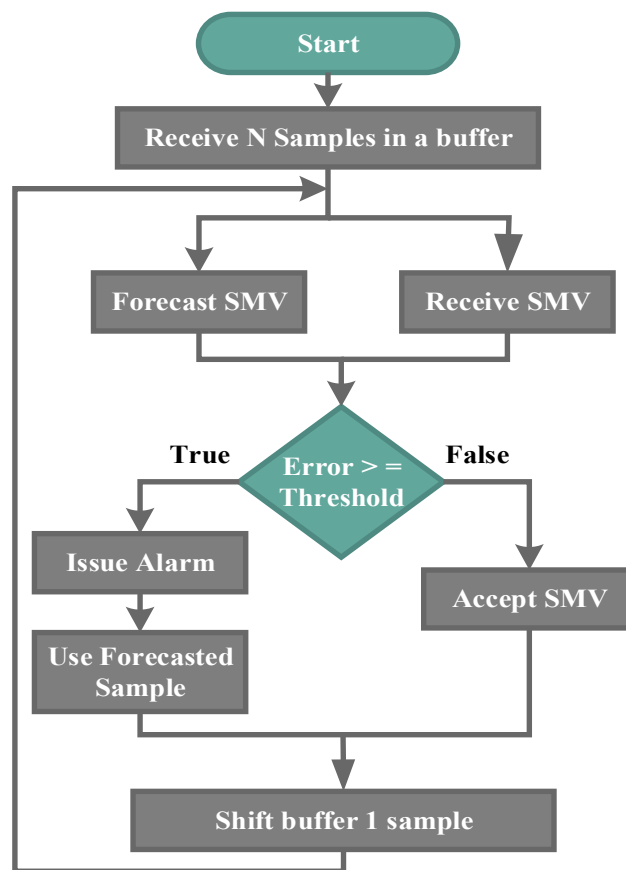 Start
Receive N Samples in a buffer
Forecast SMV
Receive SMV
True
Error > =
Threshold
False
Issue Alarm
Accept SMV
Use Forecasted
Sample
Shift buffer 1 sample